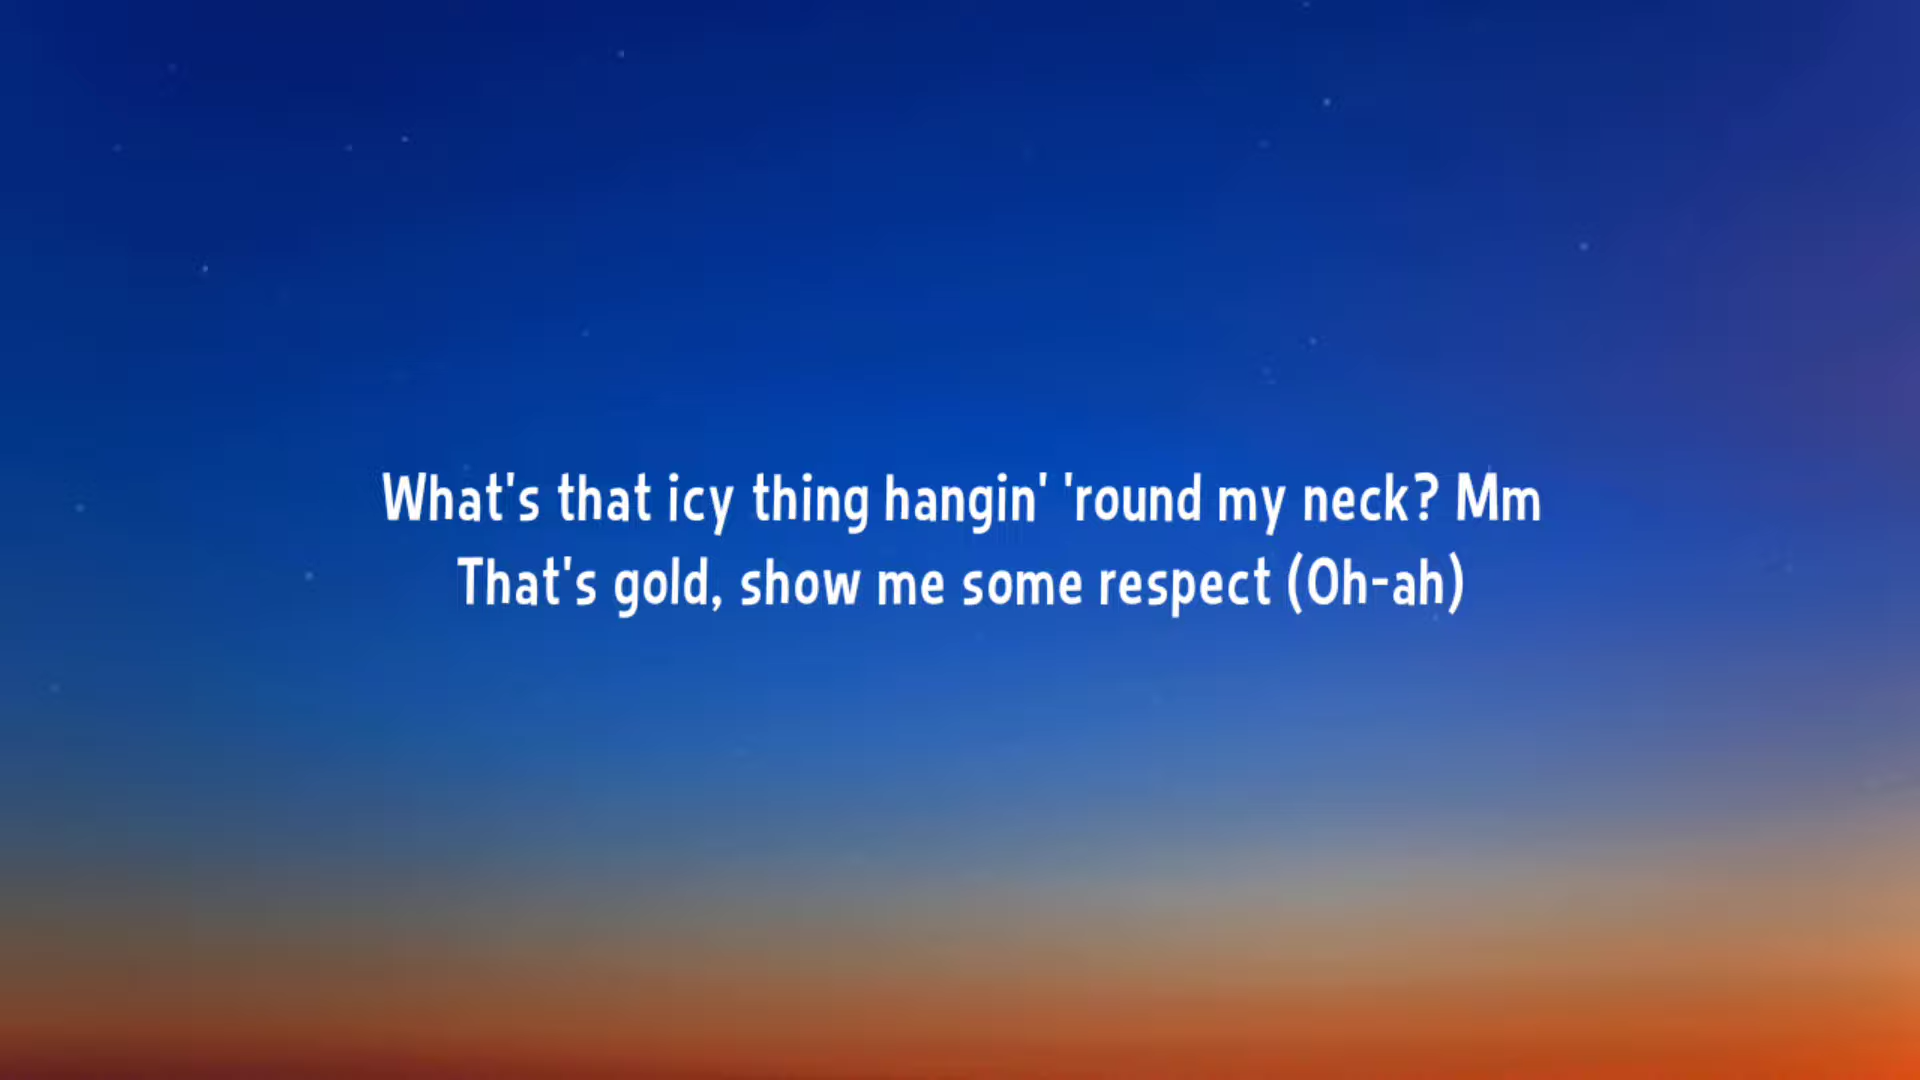 What's that icy thing hangin' 'round my neck? Mm
That's gold, show me some respect (Oh-ah)